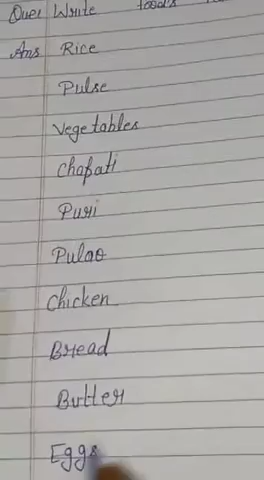 Ques Write foods
Ans Rice
Pulse
Vegetables
Chapati
Puri
Pulao
Chicken
Bread
Butter
Eggs